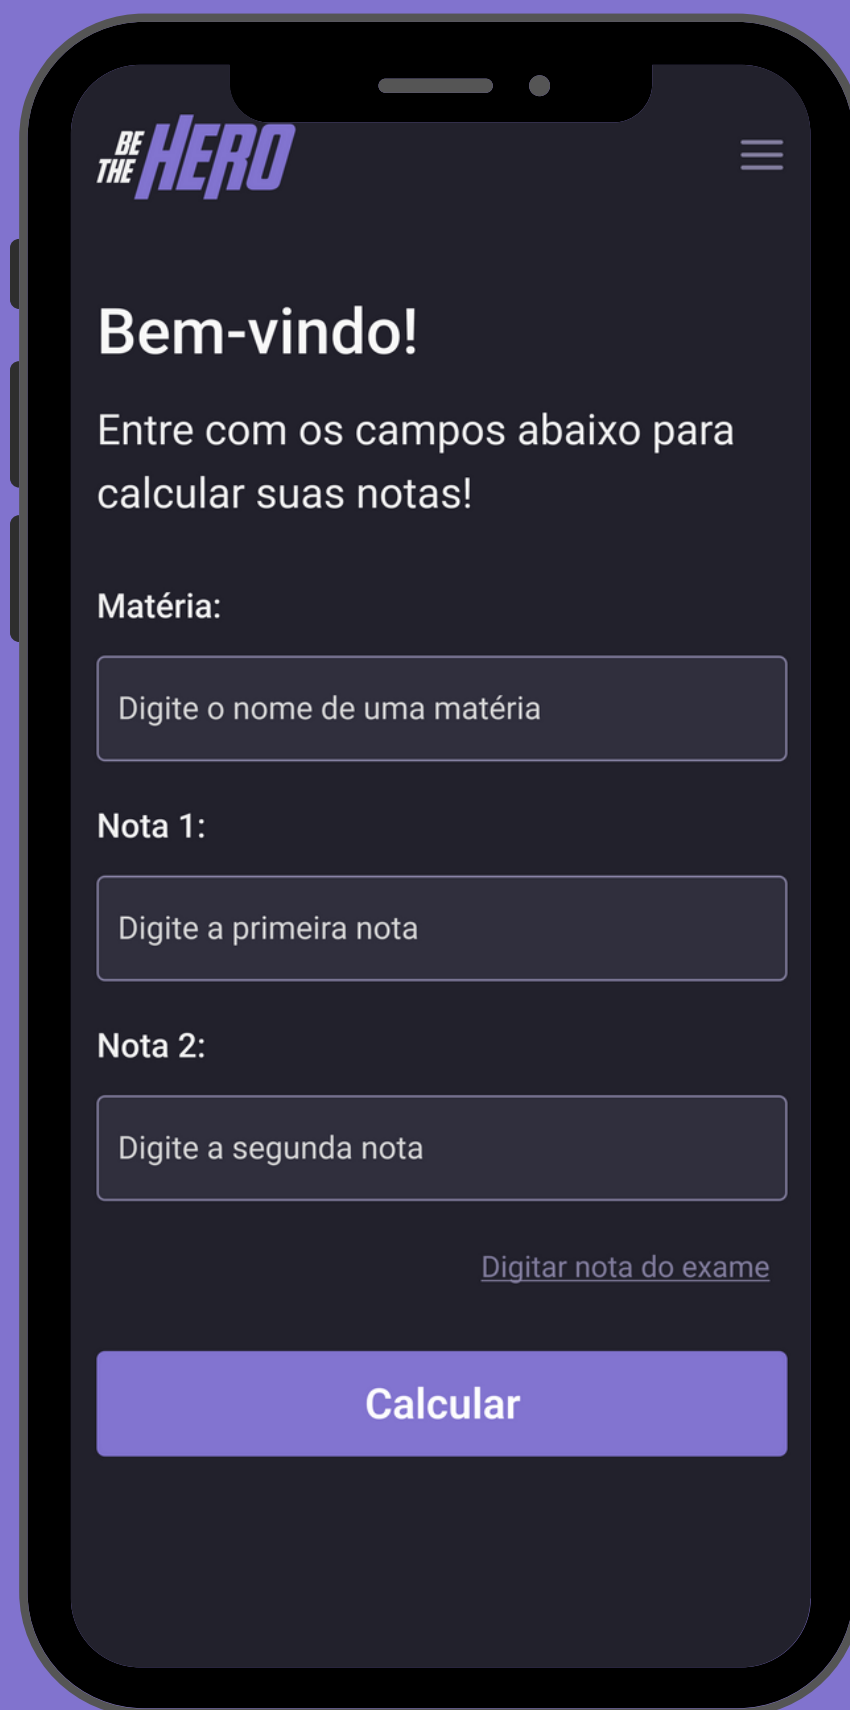 BE
THE HERO
Bem-vindo!
Entre com os campos abaixo para
calcular suas notas!
Matéria:
Digite o nome de uma matéria
Nota 1:
Digite a primeira nota
Nota 2:
Digite a segunda nota
Digitar nota do exame
Calcular